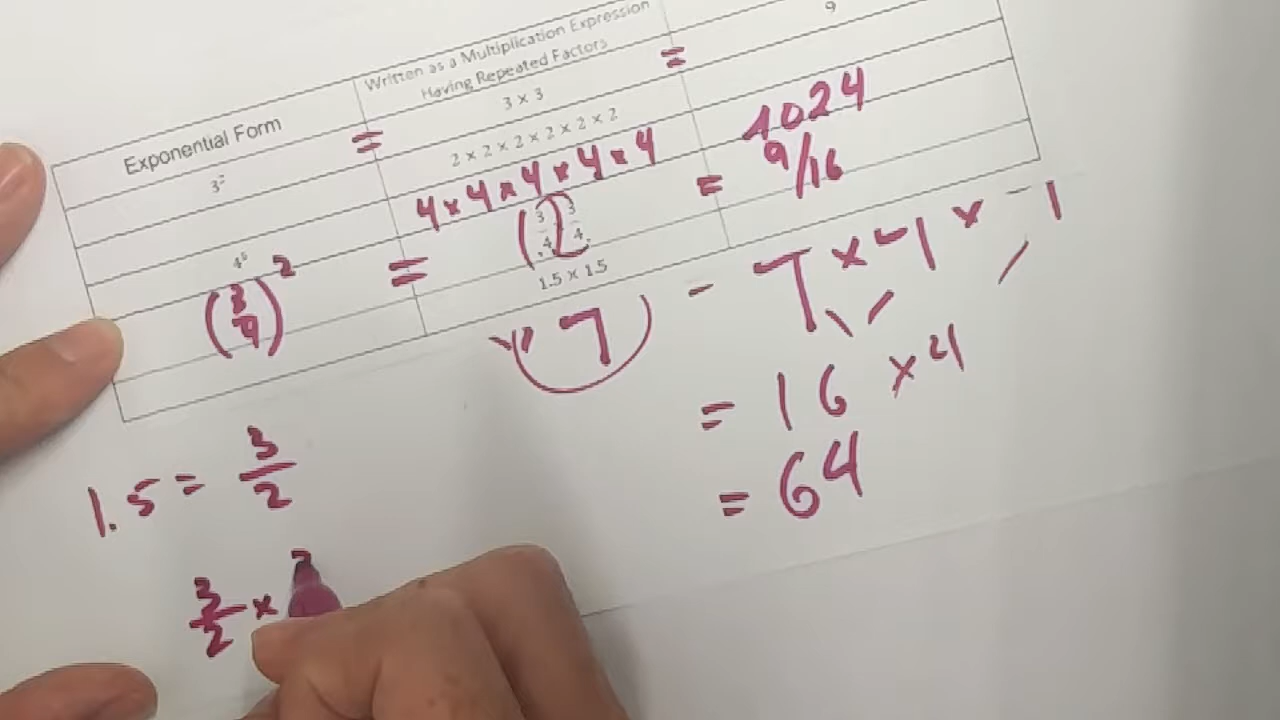 Exponential Form
Written as a Multiplication Expression
Having Repeated Factors
3²
=
3 × 3
=
9
2 × 2 × 2 × 2 × 2 × 2
4⁵
4 × 4 × 4 × 4 × 4
1024
(3/4)²
=
(3/4)(3/4)
=
9/16
1.5 × 1.5
= 16 × 4
= 64
1.5 = 3/2
3/2 ×